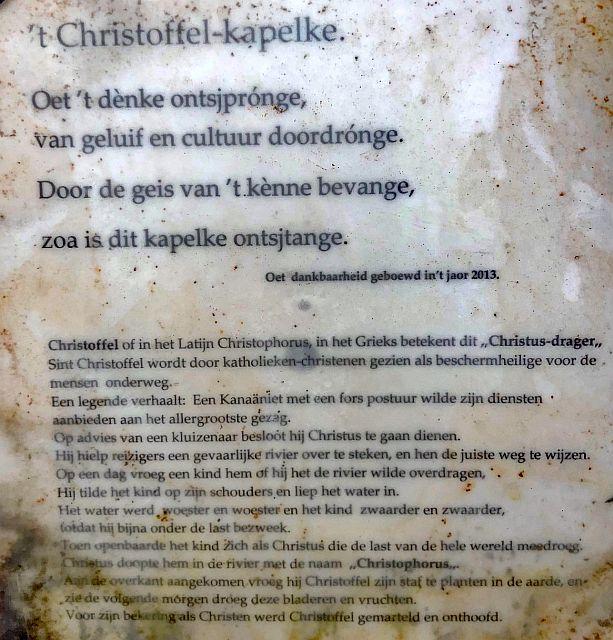 't Christoffel-kapelke.
Oet 't dènke ontsjprónge,
van geluif en cultuur doordrónge.
Door de geis van 't kènne bevange,
zoa is dit kapelke ontsjtange.
Oet dankbaarheid geboewd in't jaor 2013.
Christoffel of in het Latijn Christophorus, in het Grieks betekent dit „Christus-drager„
Sint Christoffel wordt door katholieken-christenen gezien als beschermheilige voor de
mensen onderweg.
Een legende verhaalt: Een Kanaäniet met een fors postuur wilde zijn diensten
aanbieden aan het allergrootste gezag.
Op advies van een kluizenaar besloot hij Christus te gaan dienen.
Hij hielp reizigers een gevaarlijke rivier over te steken, en hen de juiste weg te wijzen.
Op een dag vroeg een kind hem of hij het de rivier wilde overdragen,
Hij tilde het kind op zijn schouders en liep het water in.
Het water werd woester en woester en het kind zwaarder en zwaarder,
totdat hij bijna onder de last bezweek.
Toen openbaarde het kind zich als Christus die de last van de hele wereld meedroeg.
Christus doopte hem in de rivier met de naam „Christophorus„.
Aan de overkant aangekomen vroeg hij Christoffel zijn staf te planten in de aarde, en
zie de volgende morgen droeg deze bladeren en vruchten.
Voor zijn bekering als Christen werd Christoffel gemarteld en onthoofd.